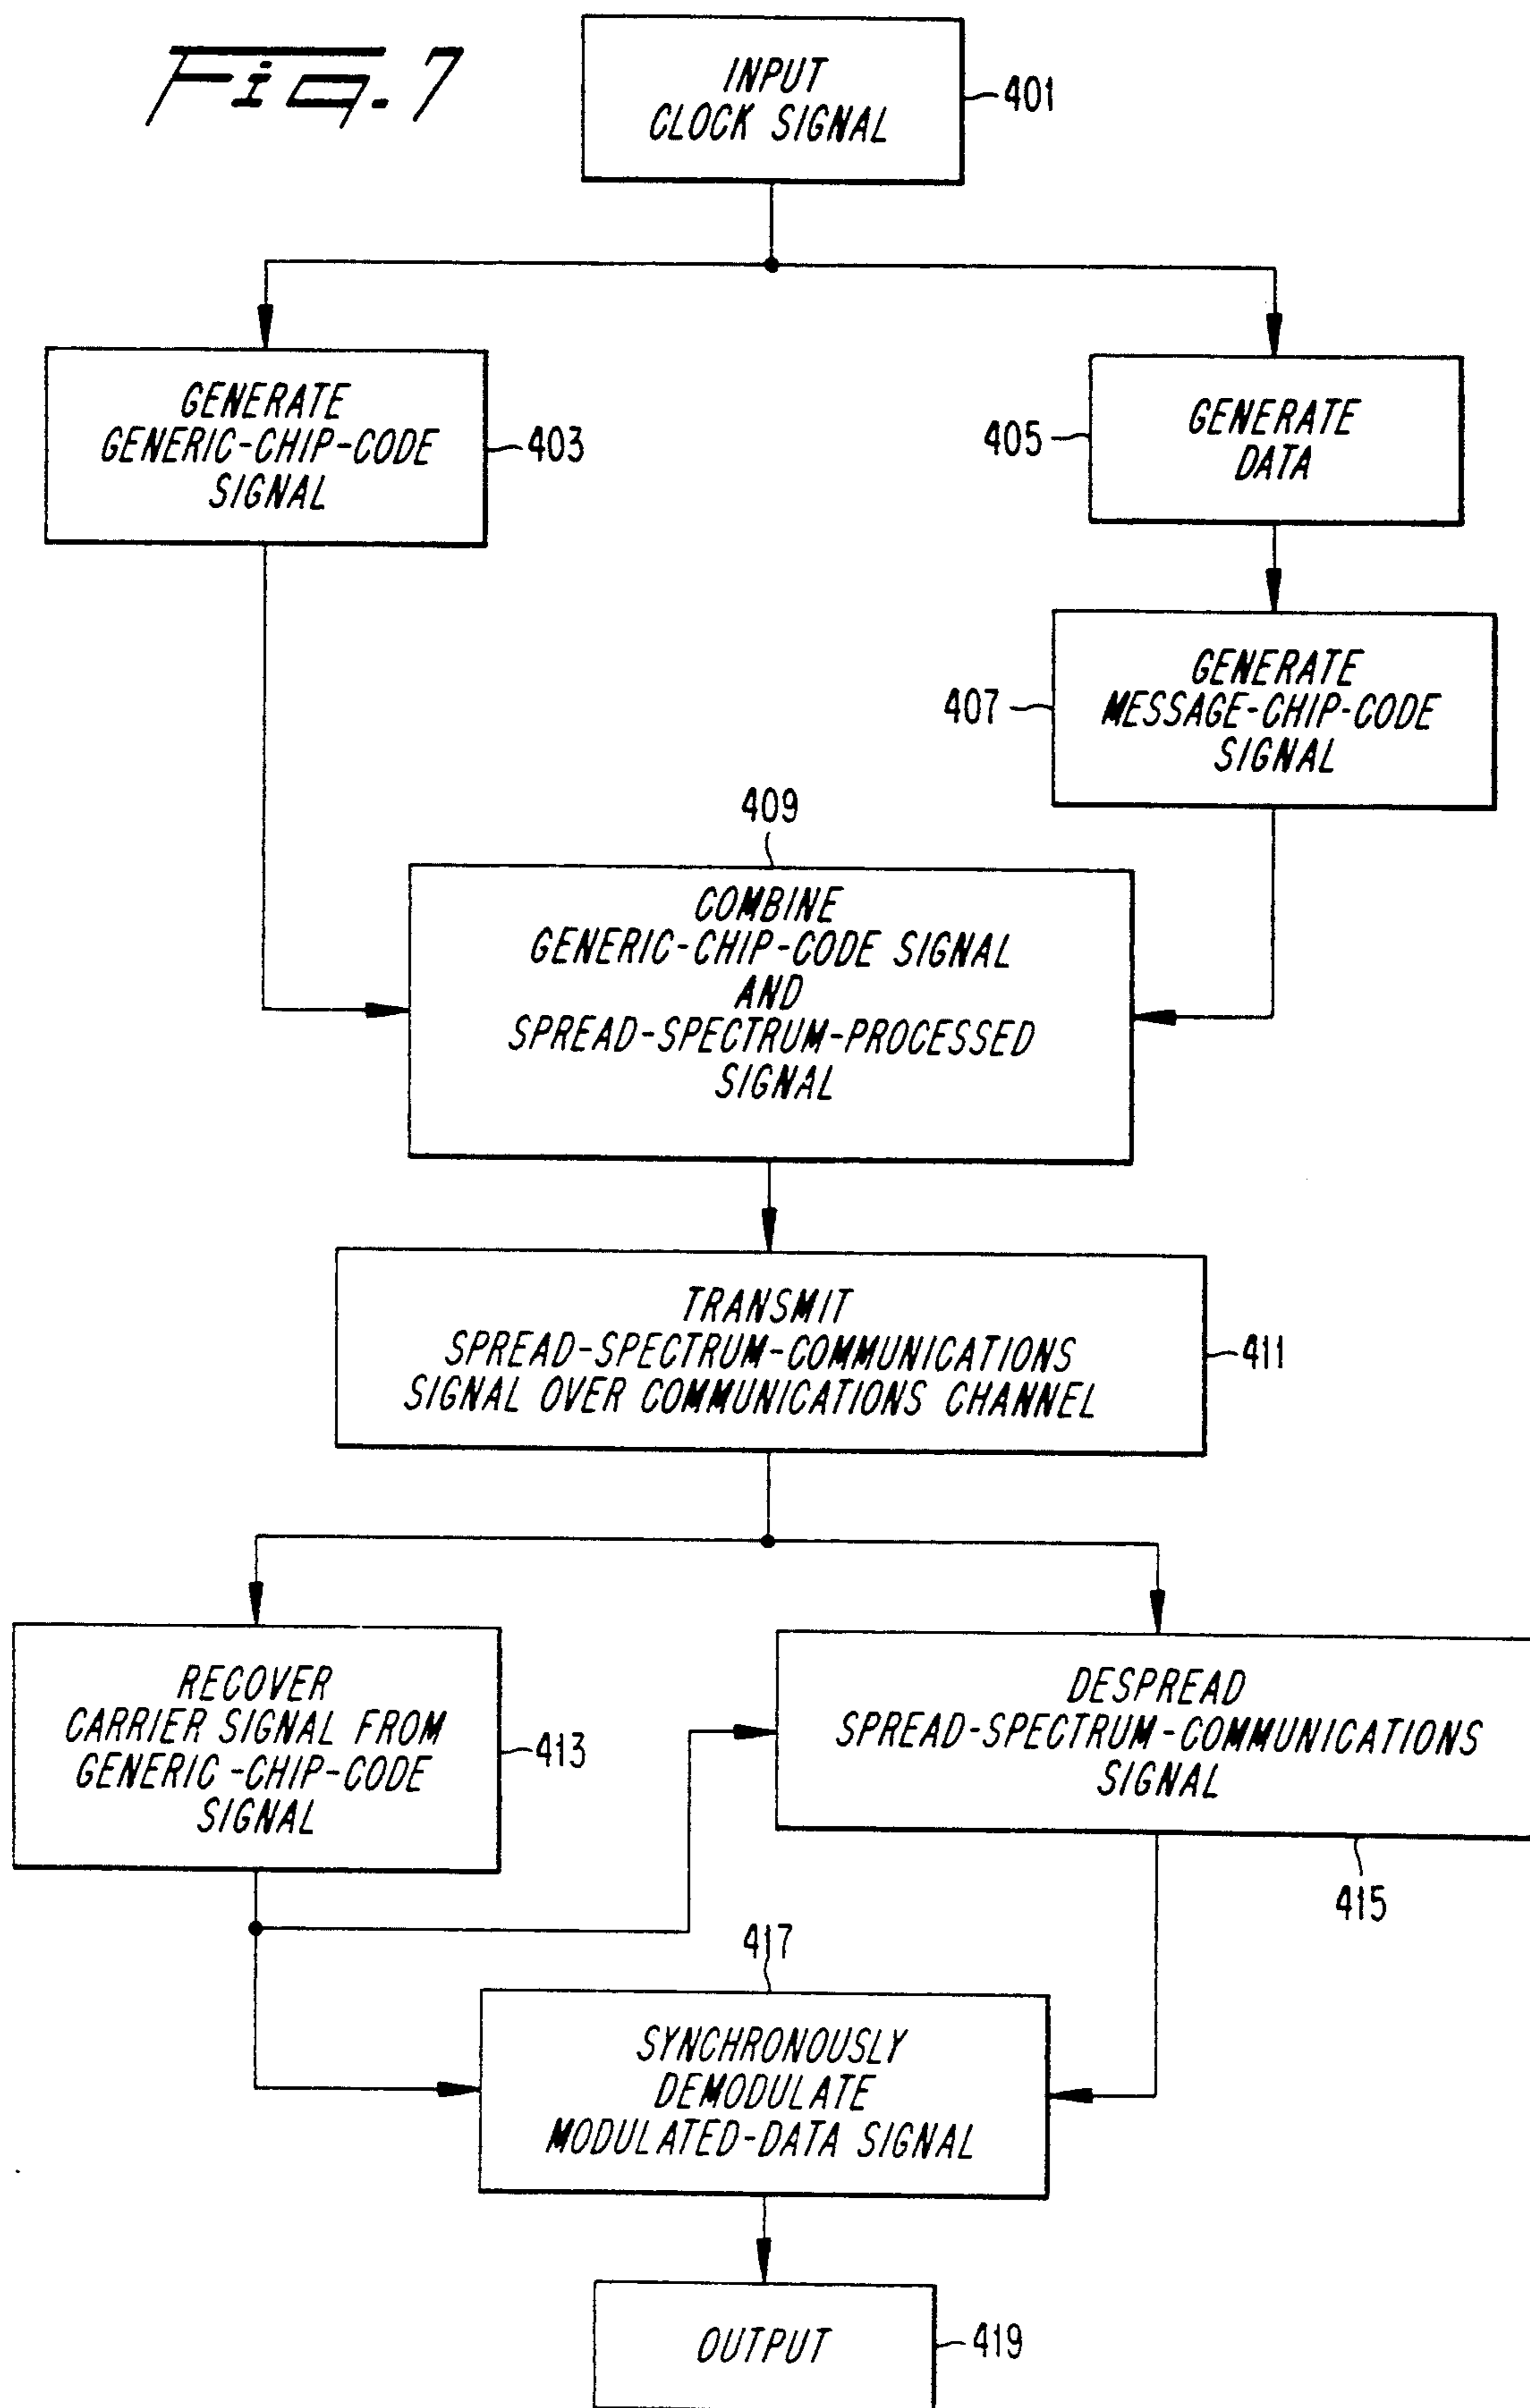 Fig. 7
INPUT
CLOCK SIGNAL
401
GENERATE
GENERIC-CHIP-CODE
SIGNAL
403
405
GENERATE
DATA
407
GENERATE
MESSAGE-CHIP-CODE
SIGNAL
409
COMBINE
GENERIC-CHIP-CODE SIGNAL
AND
SPREAD-SPECTRUM-PROCESSED
SIGNAL
TRANSMIT
SPREAD-SPECTRUM-COMMUNICATIONS
SIGNAL OVER COMMUNICATIONS CHANNEL
411
RECOVER
CARRIER SIGNAL FROM
GENERIC-CHIP-CODE
SIGNAL
413
DESPREAD
SPREAD-SPECTRUM-COMMUNICATIONS
SIGNAL
415
417
SYNCHRONOUSLY
DEMODULATE
MODULATED-DATA SIGNAL
OUTPUT
419